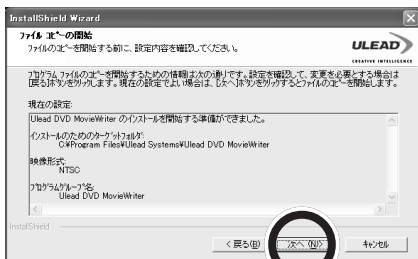 InstallShield Wizard
ファイル コピーの開始
ファイルのコピーを開始する前に、設定内容を確認してください。
ULEAD
CREATIVE INTELLIGENCE
プログラム ファイルのコピーを開始するための情報は次の通りです。設定を確認して、変更を必要とする場合は
[戻る]ボタンをクリックします。現在の設定でよい場合は、[次へ]ボタンをクリックするとファイルのコピーを開始します。
現在の設定:
Ulead DVD MovieWriter のインストールを開始する準備ができました。
インストールのためのターゲットフォルダ:
C:¥Program Files¥Ulead Systems¥Ulead DVD MovieWriter
映像形式:
NTSC
プログラムグループ名:
Ulead DVD MovieWriter
InstallShield
< 戻る(B)
次へ (N)>
キャンセル